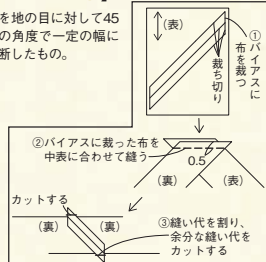 を地の目に対して45
の角度で一定の幅に
断したもの。
(表)
①バイアスに
布を裁つ
裁ち切り
②バイアスに裁った布を
中表に合わせて縫う
0.5
(裏)
(表)
カットする
(裏)
(裏)
③縫い代を割り、
余分な縫い代を
カットする